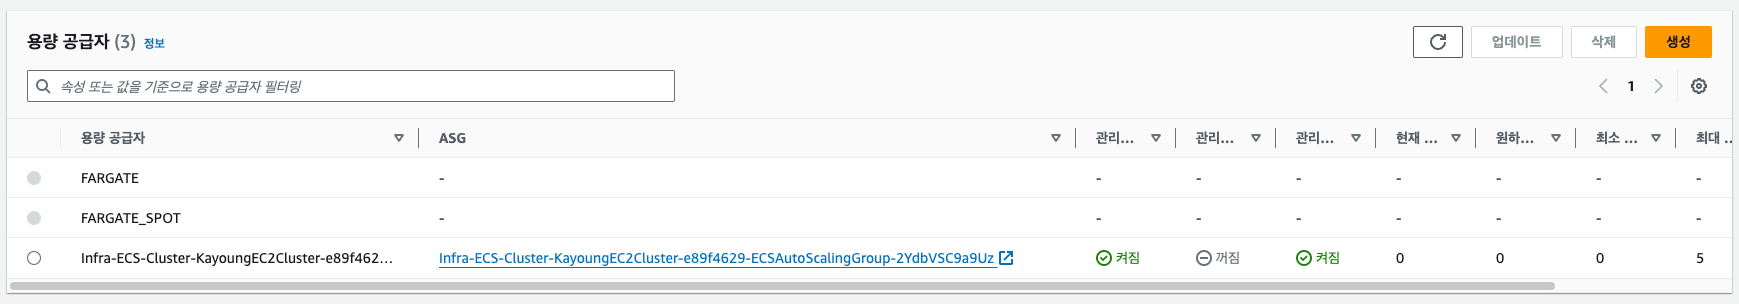 용량 공급자 (3) 정보
업데이트 삭제 생성
속성 또는 값을 기준으로 용량 공급자 필터링
1
용량 공급자 ASG 관리... 관리... 관리... 현재 ... 원하... 최소 ... 최대 ...
FARGATE - - - - - - - -
FARGATE_SPOT - - - - - - - -
Infra-ECS-Cluster-KayoungEC2Cluster-e89f462... Infra-ECS-Cluster-KayoungEC2Cluster-e89f4629-ECSAutoScalingGroup-2YdbVSC9a9Uz 켜짐 꺼짐 켜짐 0 0 0 5